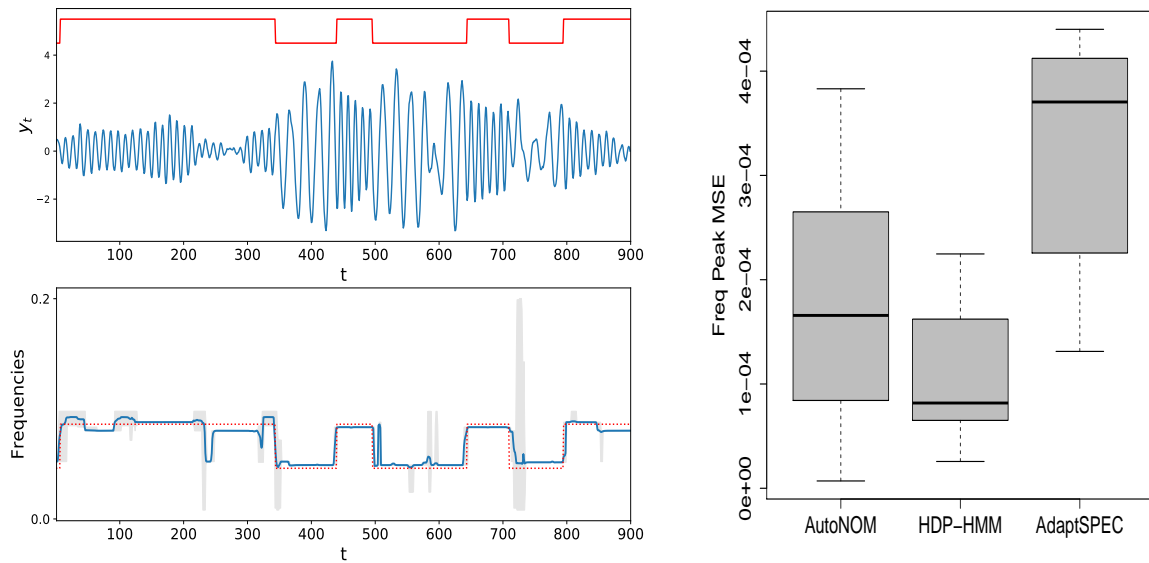 4
2
0
−2
y_t
100 200 300 400 500 600 700 800 900
t
0.2
0.0
Frequencies
100 200 300 400 500 600 700 800 900
t
Freq Peak MSE
0e+00 1e−04 2e−04 3e−04 4e−04
AutoNOM HDP−HMM AdaptSPEC